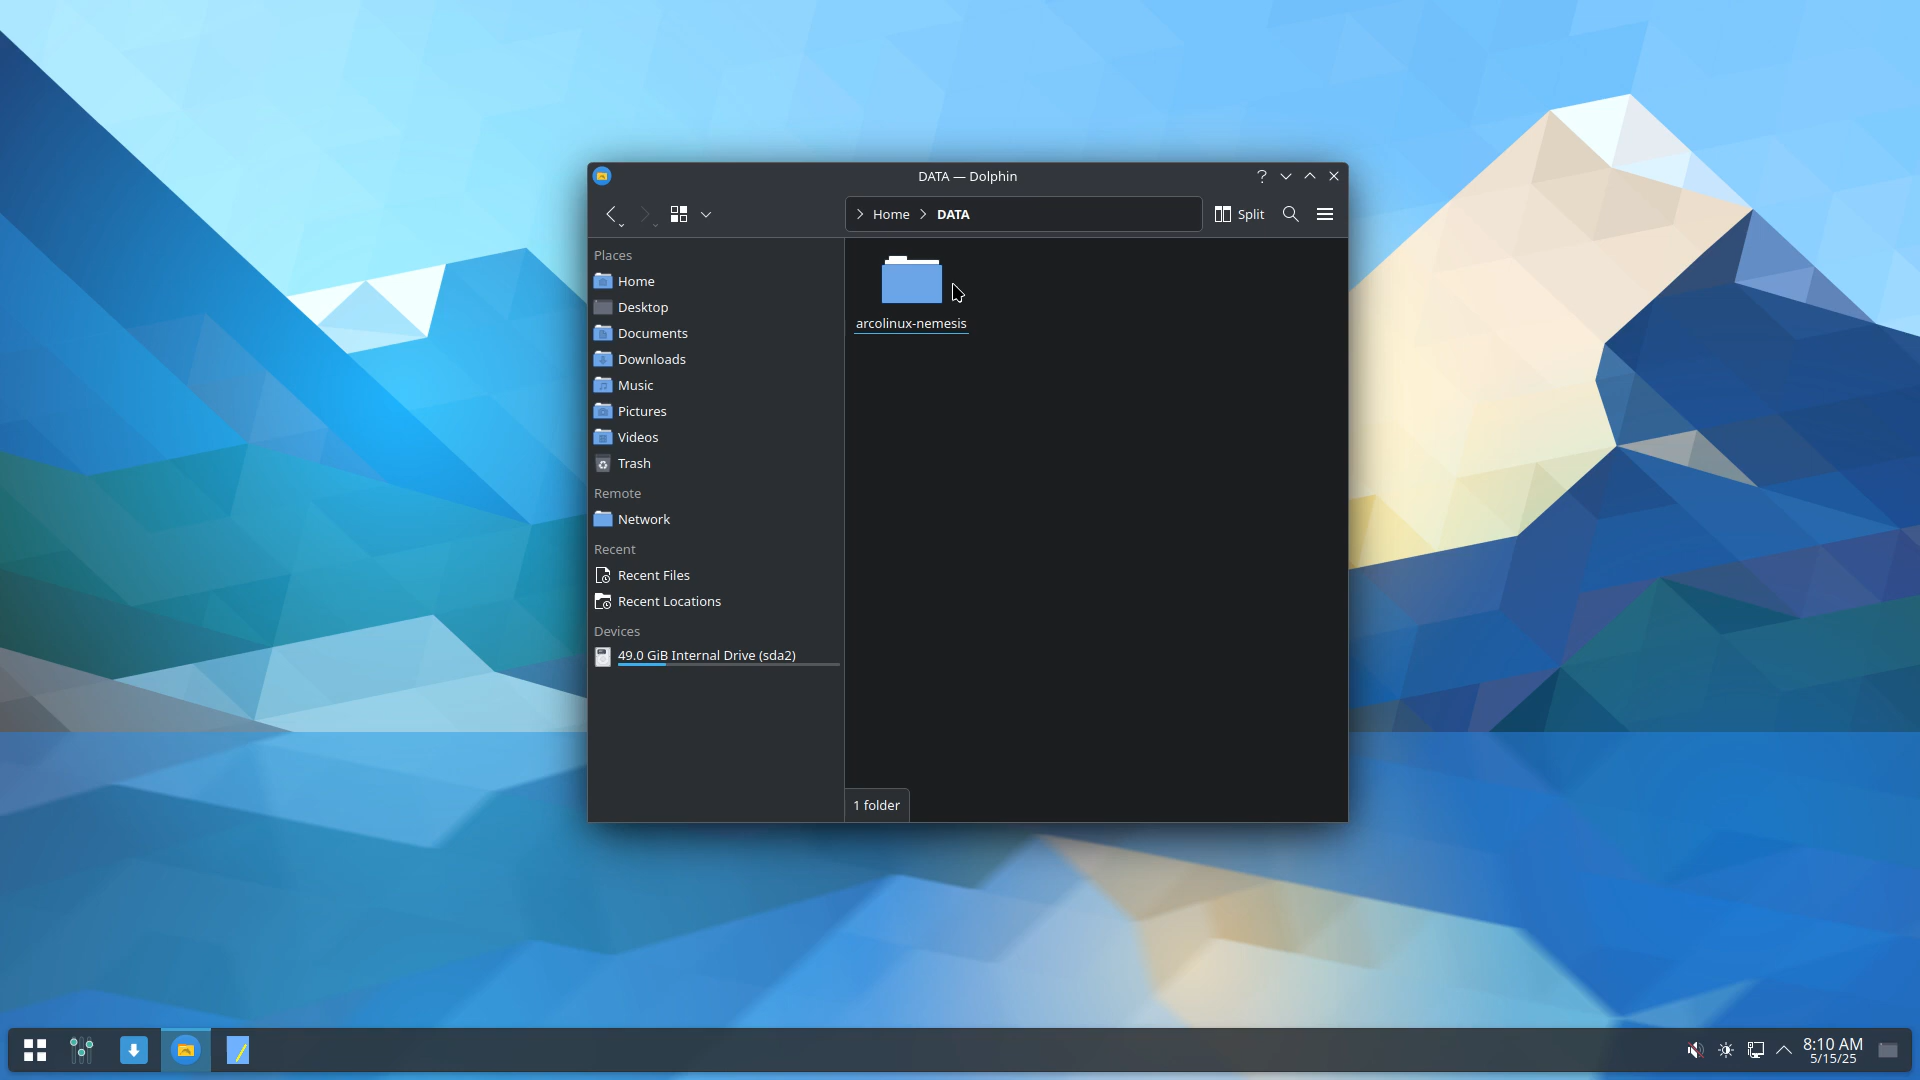 DATA — Dolphin
Home
DATA
Split
Places
Home
Desktop
Documents
Downloads
Music
Pictures
Videos
Trash
Remote
Network
Recent
Recent Files
Recent Locations
Devices
49.0 GiB Internal Drive (sda2)
arcolinux-nemesis
1 folder
8:10 AM
5/15/25